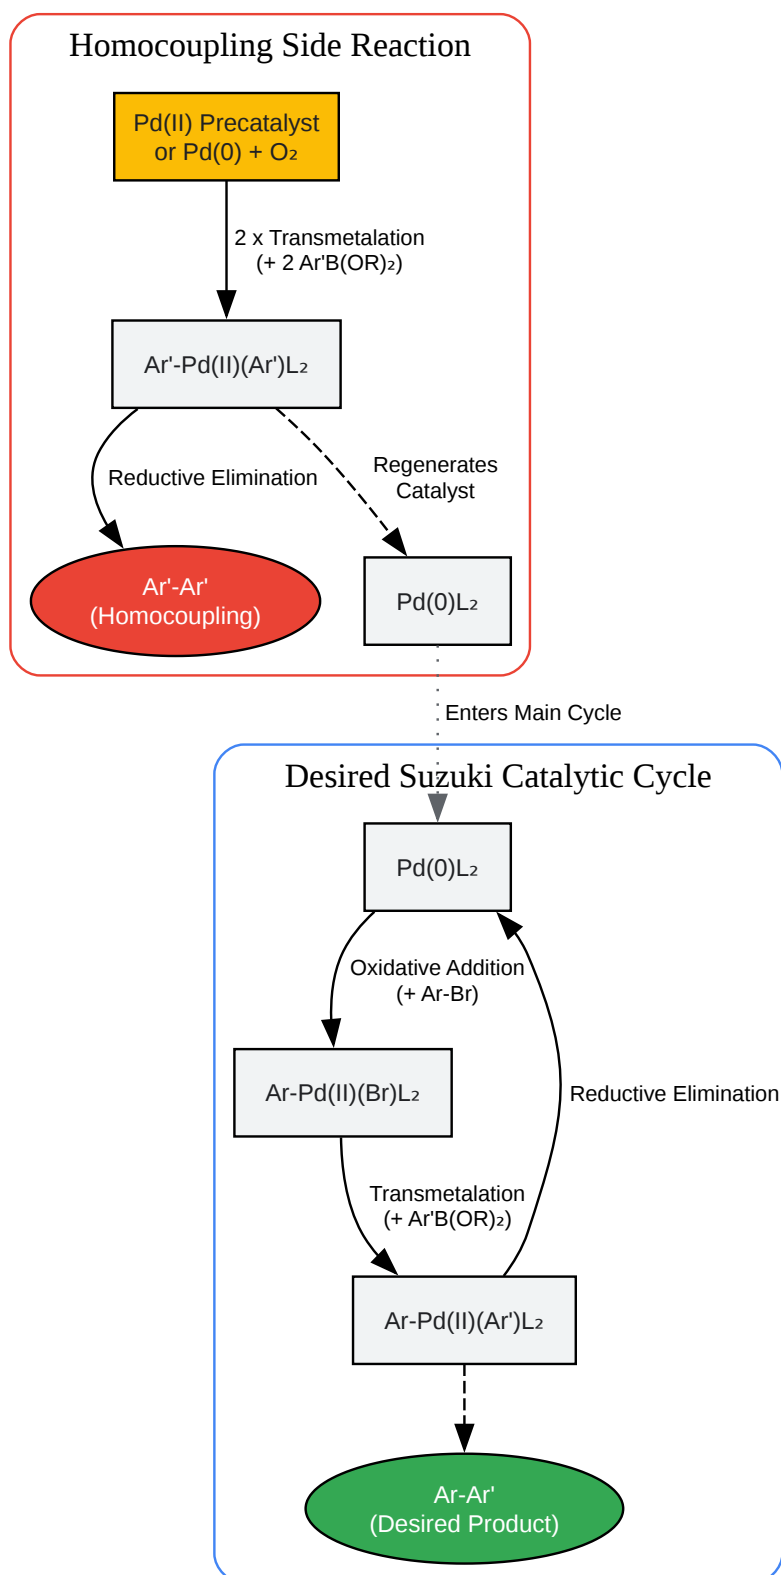 Homocoupling Side Reaction
Pd(II) Precatalyst
or Pd(0) + O₂
2 x Transmetalation
(+ 2 Ar'B(OR)₂)
Ar'-Pd(II)(Ar')L₂
Reductive Elimination
Regenerates
Catalyst
Ar'-Ar'
(Homocoupling)
Pd(0)L₂
Enters Main Cycle
Desired Suzuki Catalytic Cycle
Pd(0)L₂
Oxidative Addition
(+ Ar-Br)
Ar-Pd(II)(Br)L₂
Reductive Elimination
Transmetalation
(+ Ar'B(OR)₂)
Ar-Pd(II)(Ar')L₂
Ar-Ar'
(Desired Product)